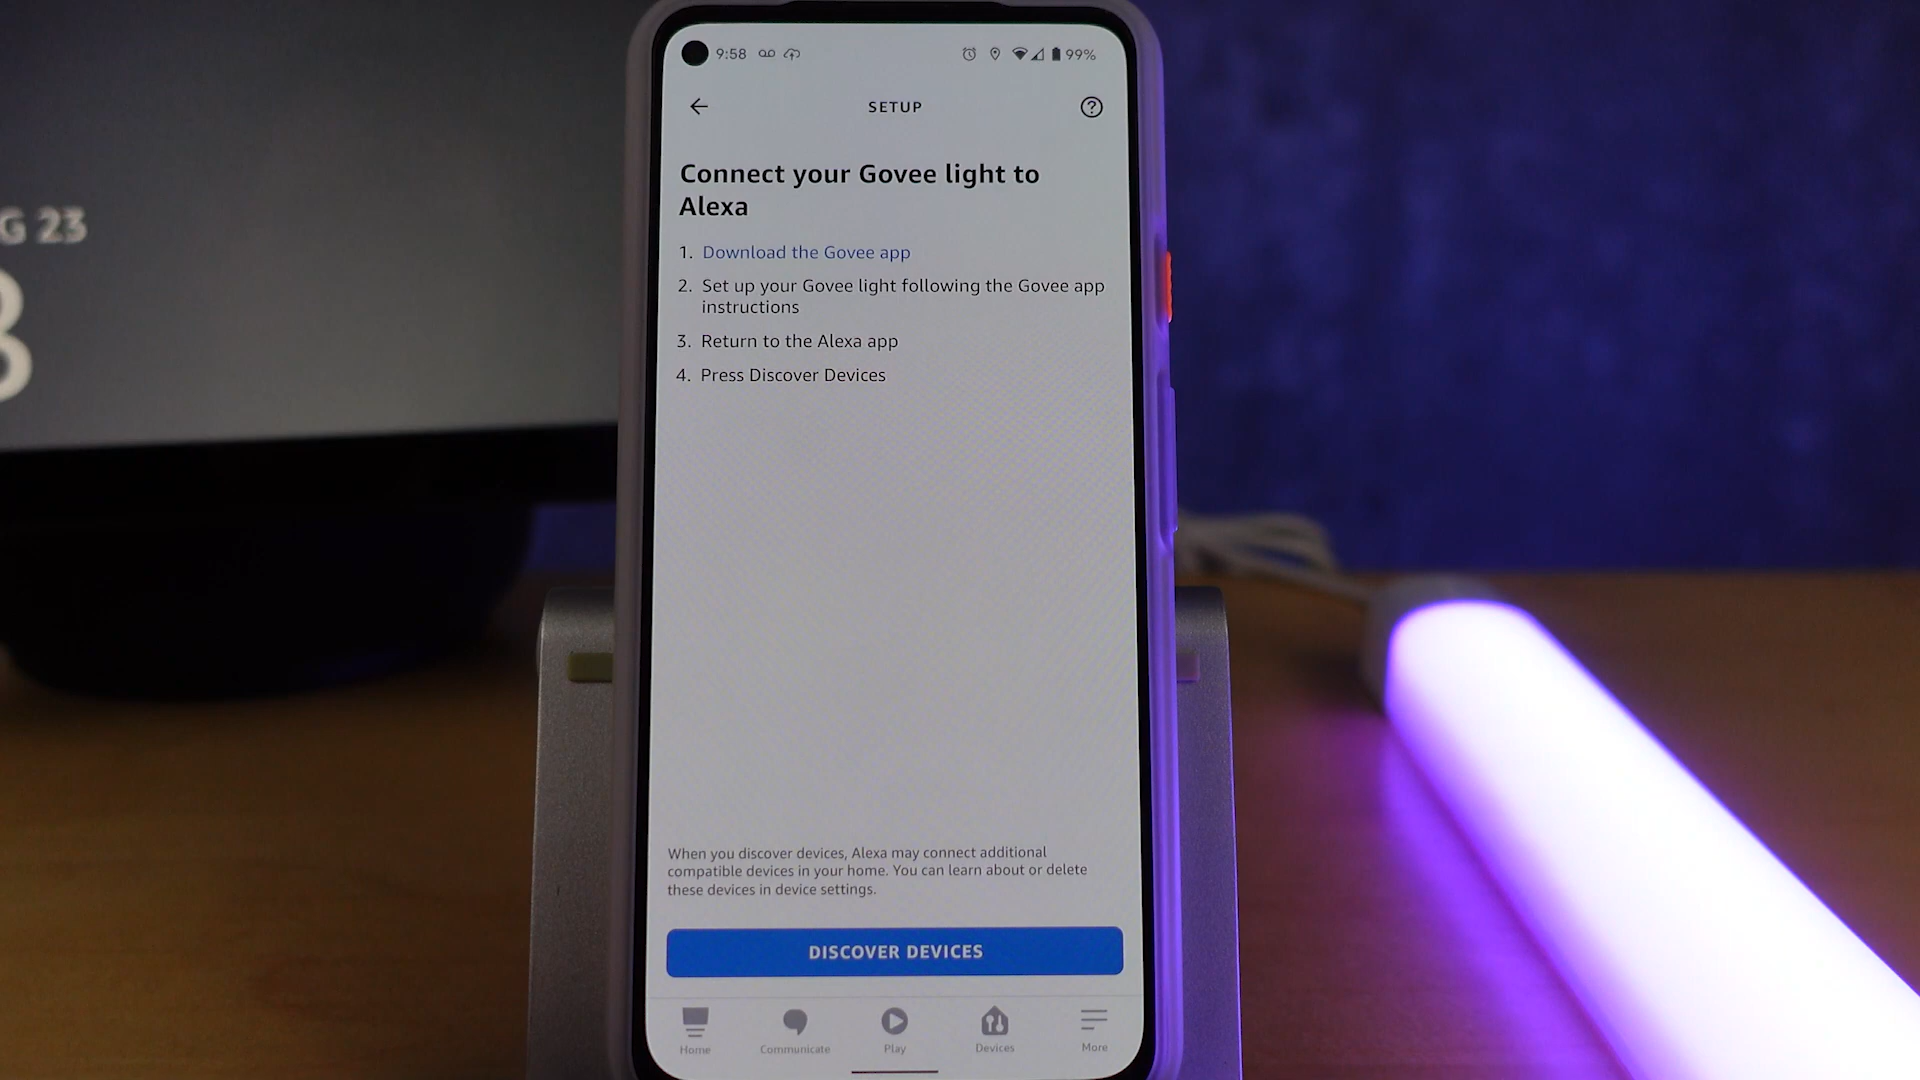 9:58
99%
SETUP
Connect your Govee light to
Alexa
1. Download the Govee app
2. Set up your Govee light following the Govee app
instructions
3. Return to the Alexa app
4. Press Discover Devices
When you discover devices, Alexa may connect additional
compatible devices in your home. You can learn about or delete
these devices in device settings.
DISCOVER DEVICES
Home
Communicate
Play
Devices
More
G 23